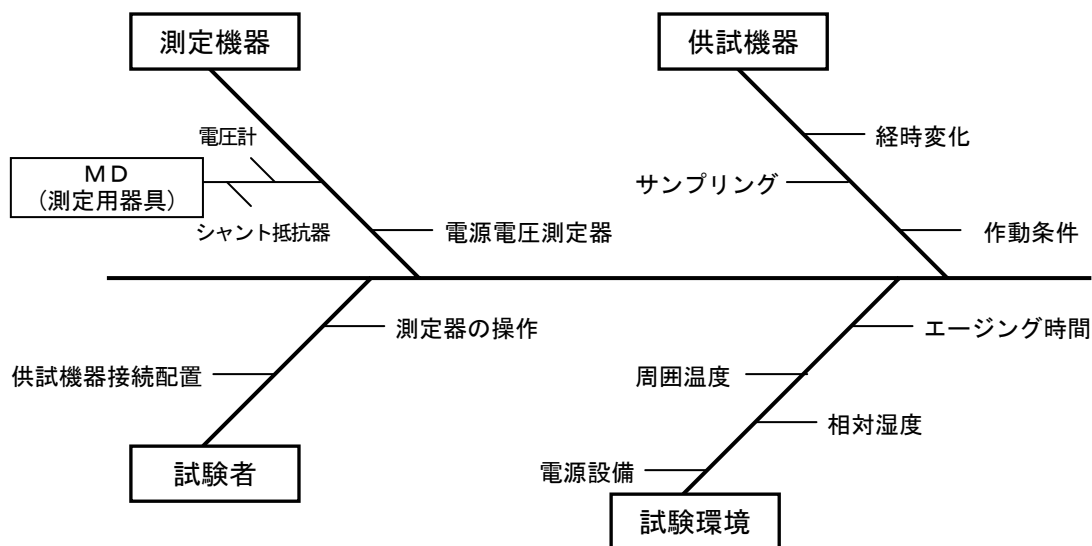 測定機器
供試機器
電圧計
経時変化
ＭＤ
（測定用器具）
サンプリング
シャント抵抗器
電源電圧測定器
作動条件
測定器の操作
エージング時間
供試機器接続配置
周囲温度
相対湿度
試験者
電源設備
試験環境